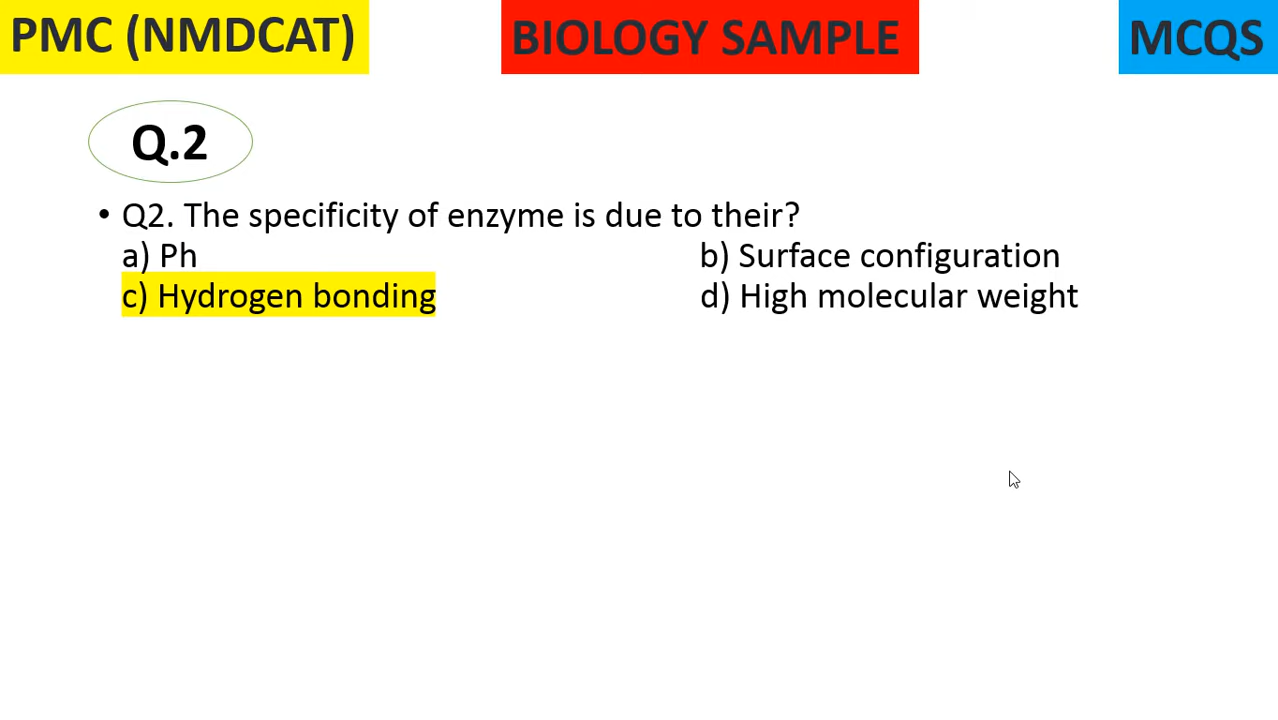 PMC (NMDCAT) BIOLOGY SAMPLE MCQS
Q.2
• Q2. The specificity of enzyme is due to their?
a) Ph b) Surface configuration
c) Hydrogen bonding d) High molecular weight